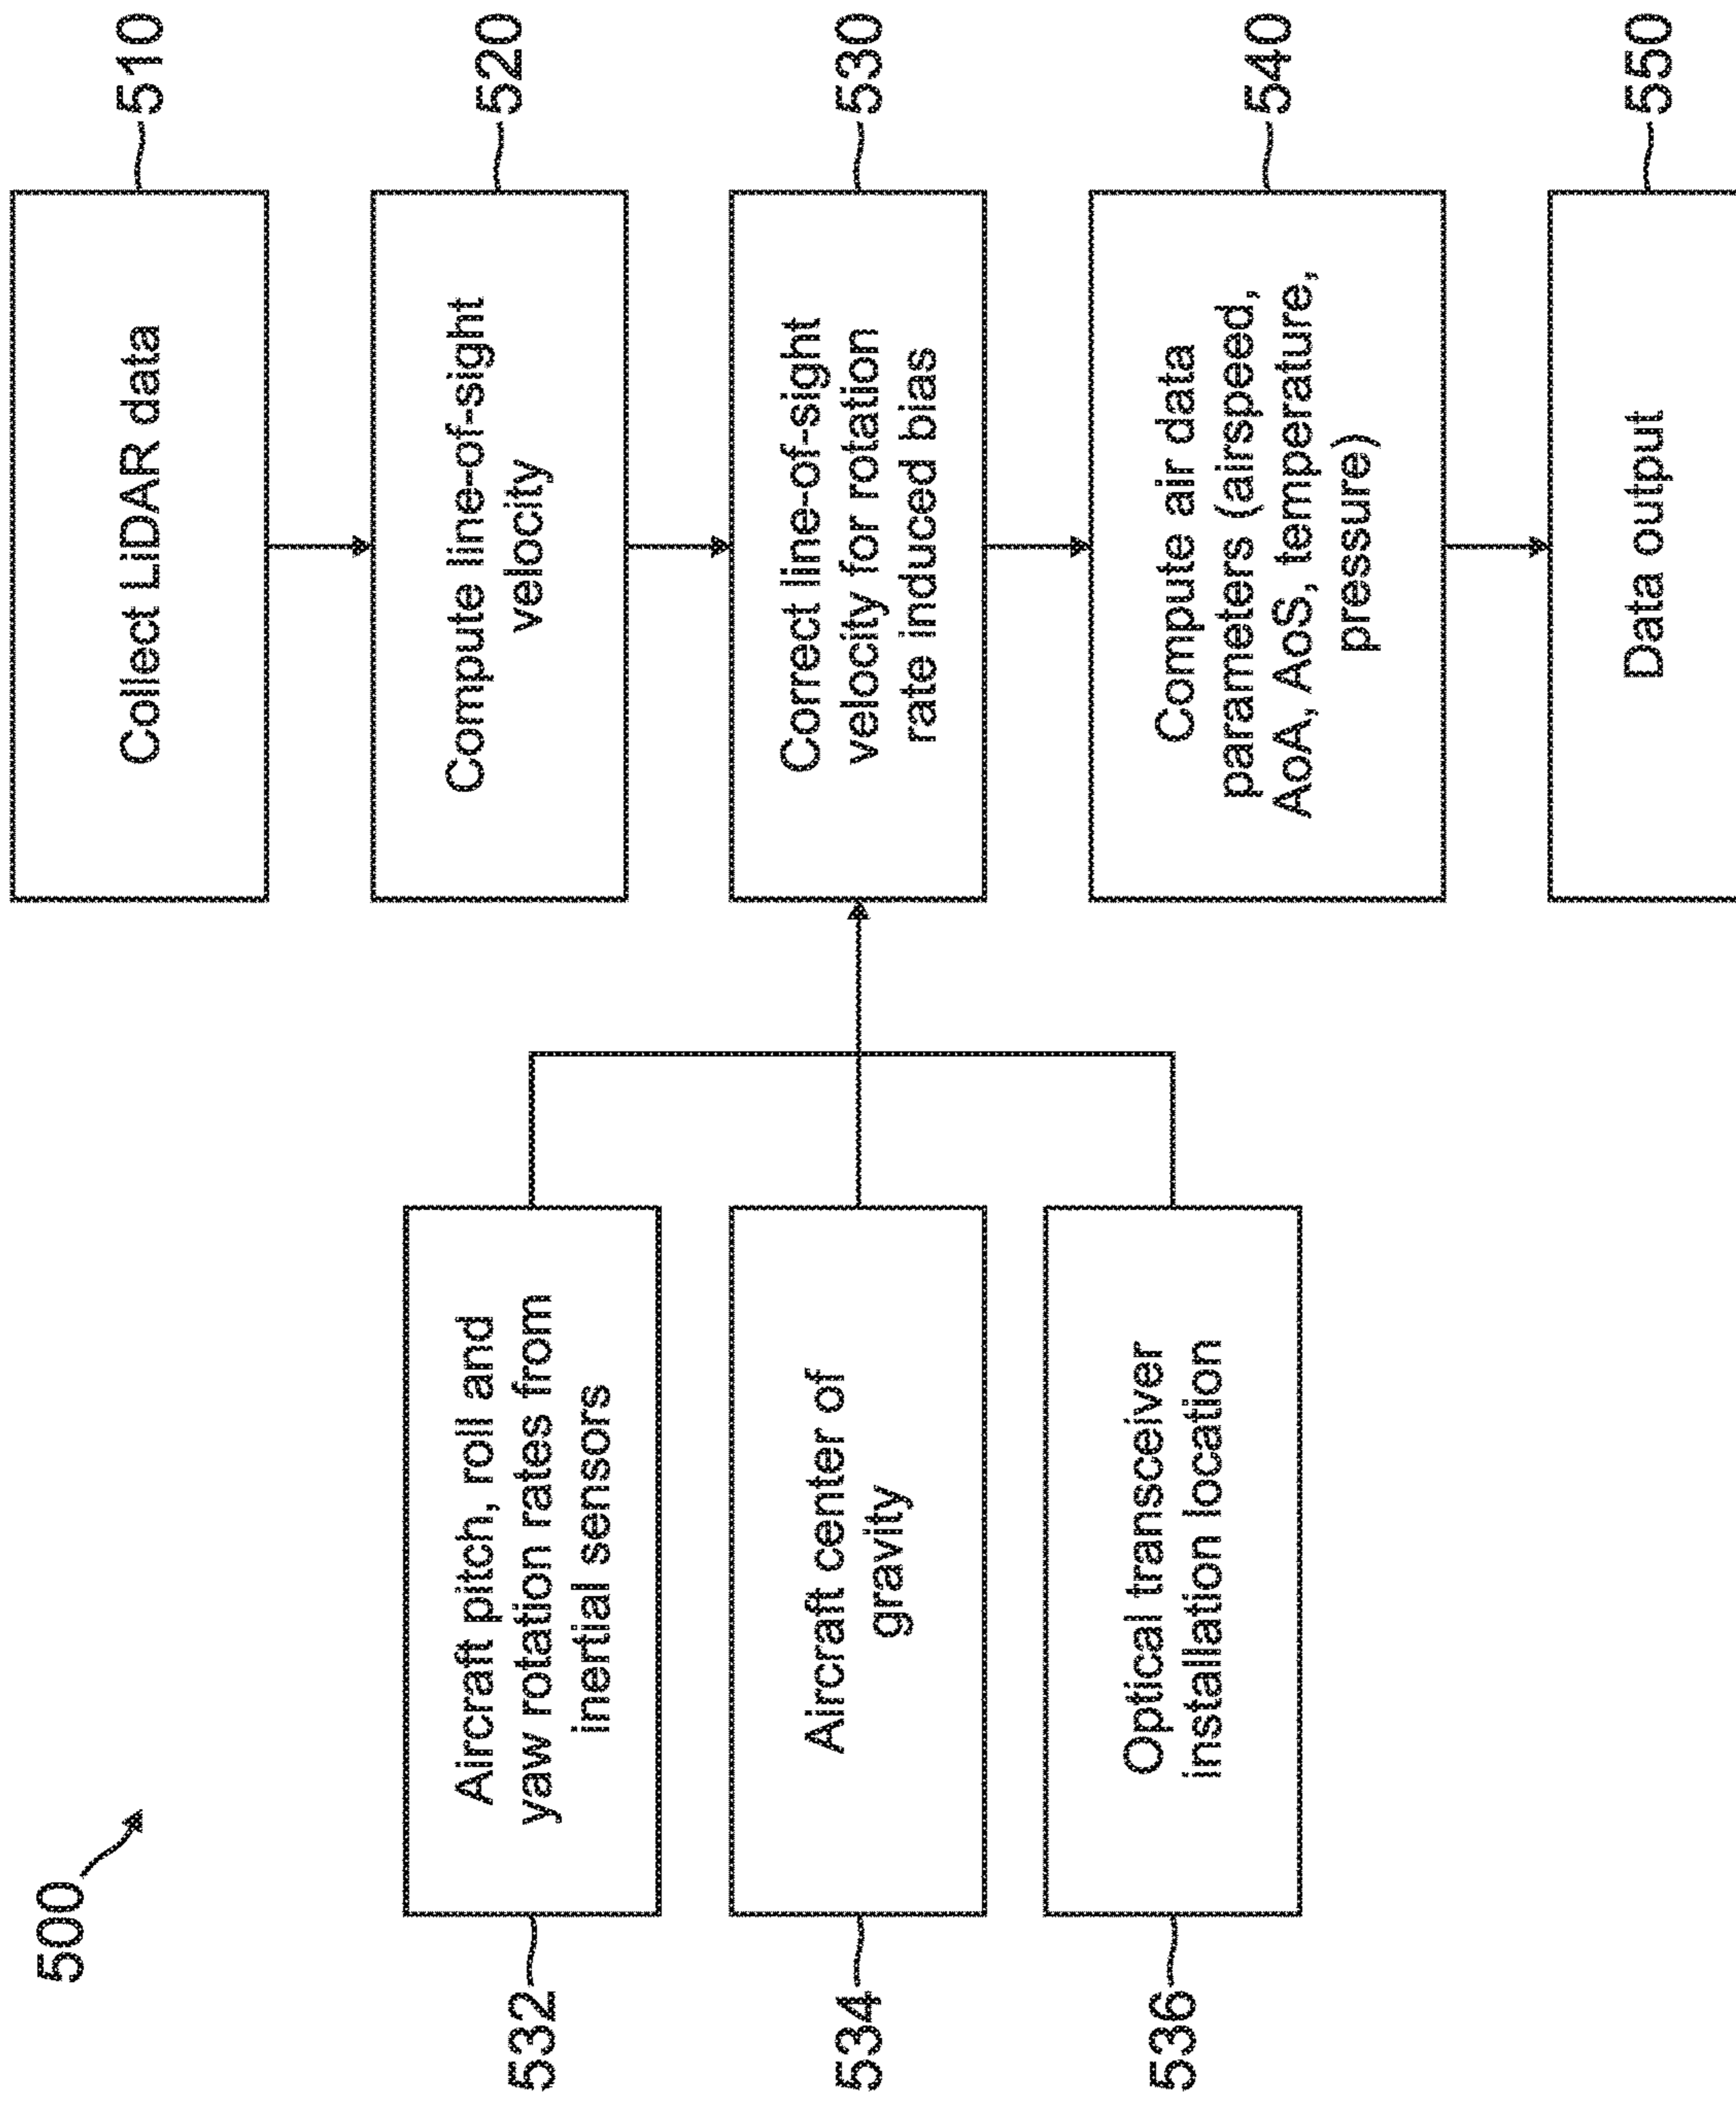 500
Collect LiDAR data
510
Compute line-of-sight
velocity
520
Correct line-of-sight
velocity for rotation
rate induced bias
530
532
Aircraft pitch, roll and
yaw rotation rates from
inertial sensors
534
Aircraft center of
gravity
536
Optical transceiver
installation location
Compute air data
parameters (airspeed,
AoA, AoS, temperature,
pressure)
540
Data output
550